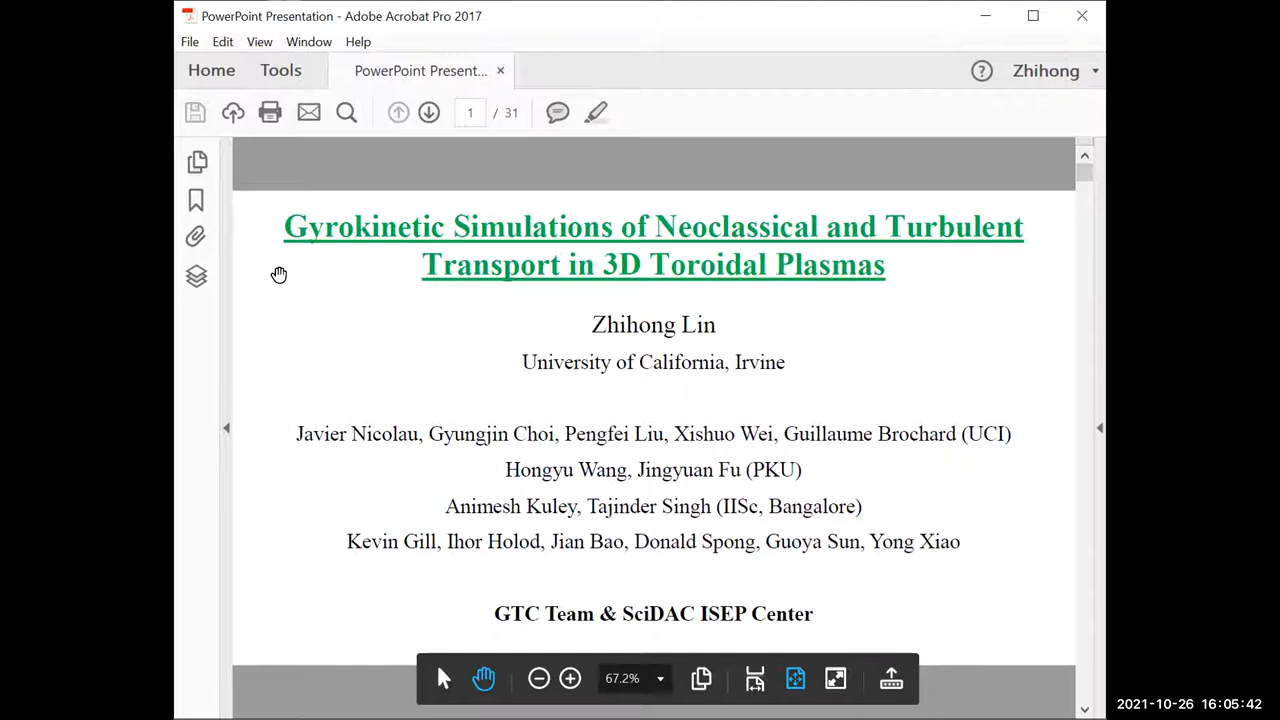 PowerPoint Presentation - Adobe Acrobat Pro 2017
File Edit View Window Help
Home Tools PowerPoint Present... × ? Zhihong
1 / 31
Gyrokinetic Simulations of Neoclassical and Turbulent
Transport in 3D Toroidal Plasmas
Zhihong Lin
University of California, Irvine
Javier Nicolau, Gyungjin Choi, Pengfei Liu, Xishuo Wei, Guillaume Brochard (UCI)
Hongyu Wang, Jingyuan Fu (PKU)
Animesh Kuley, Tajinder Singh (IISc, Bangalore)
Kevin Gill, Ihor Holod, Jian Bao, Donald Spong, Guoya Sun, Yong Xiao
GTC Team & SciDAC ISEP Center
67.2%
2021-10-26 16:05:42